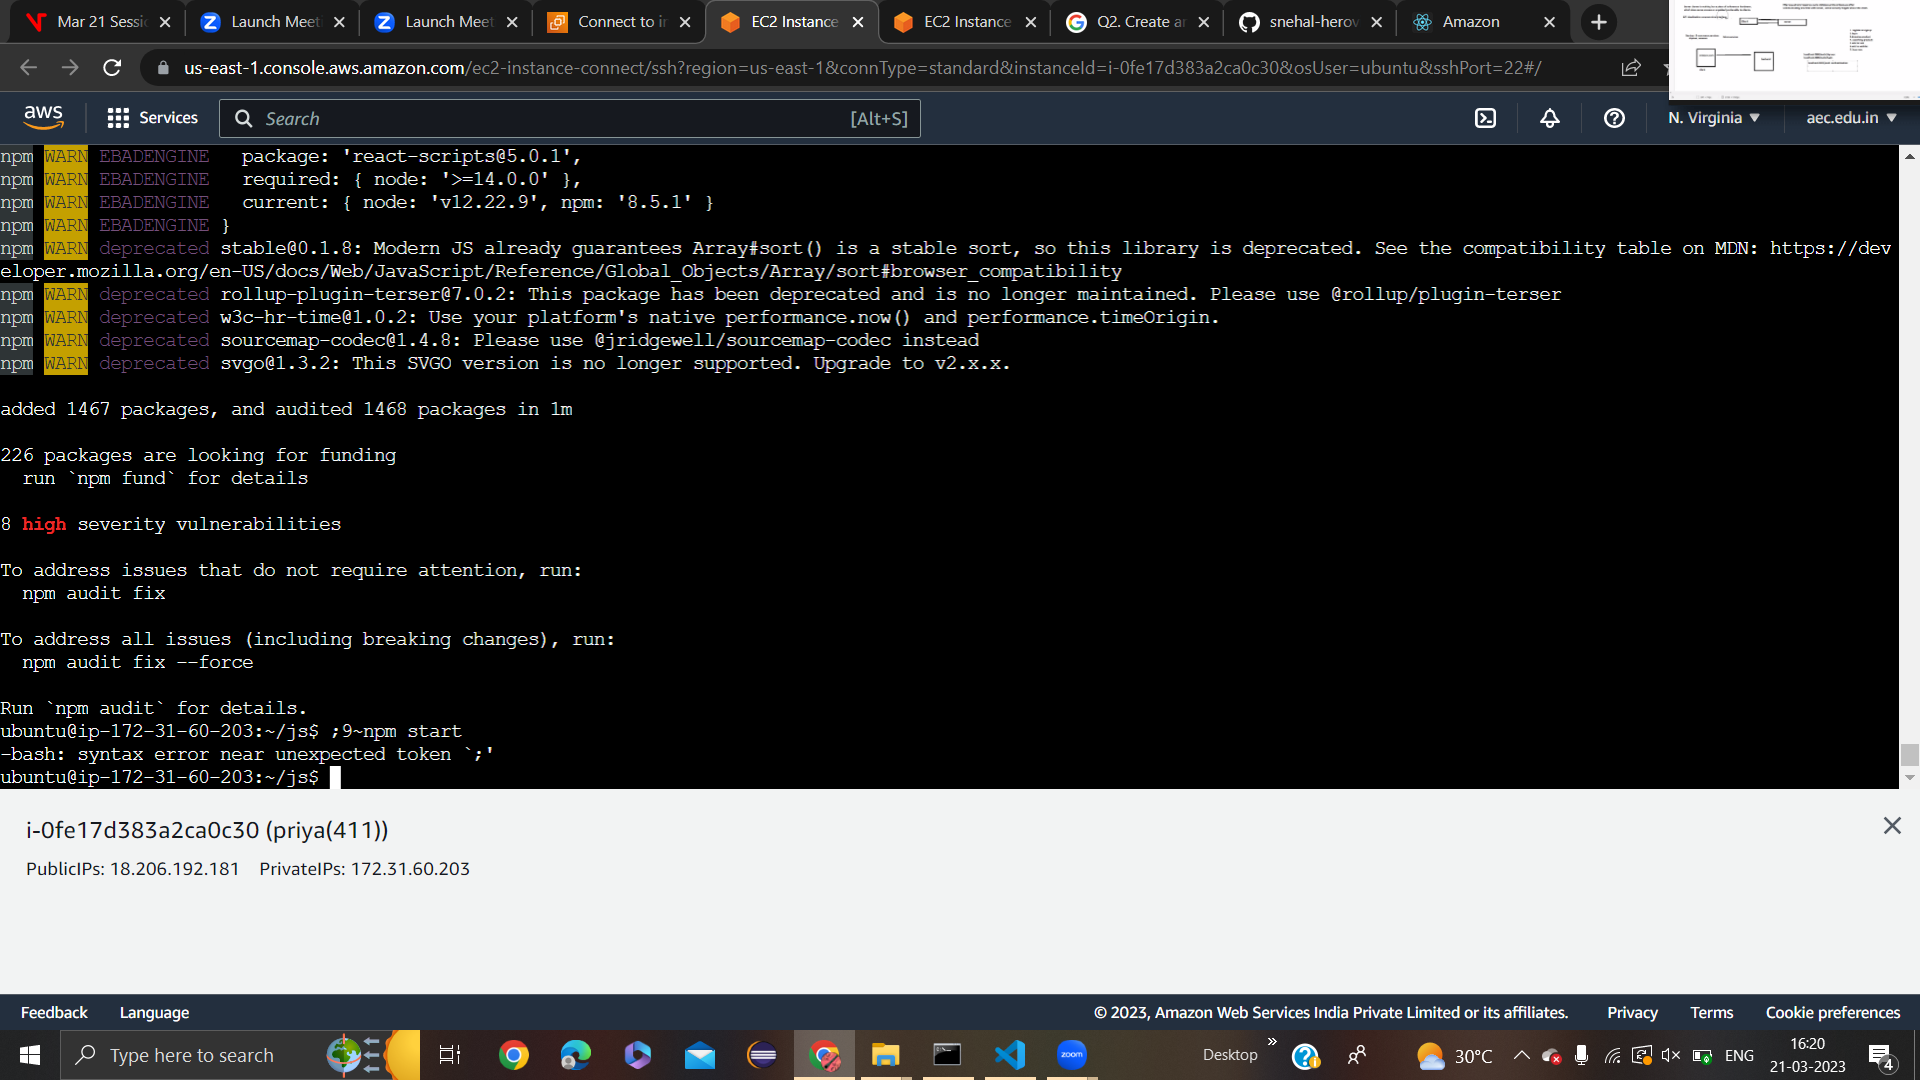 Mar 21 Sessi
Launch Meeti
Launch Meet
Connect to in
EC2 Instance
EC2 Instance
Q2. Create an
snehal-herov
Amazon
us-east-1.console.aws.amazon.com/ec2-instance-connect/ssh?region=us-east-1&connType=standard&instanceId=i-0fe17d383a2ca0c30&osUser=ubuntu&sshPort=22#/
aws
Services
Search
[Alt+S]
N. Virginia
aec.edu.in
npm WARN EBADENGINE   package: 'react-scripts@5.0.1',
npm WARN EBADENGINE   required: { node: '>=14.0.0' },
npm WARN EBADENGINE   current: { node: 'v12.22.9', npm: '8.5.1' }
npm WARN EBADENGINE }
npm WARN deprecated stable@0.1.8: Modern JS already guarantees Array#sort() is a stable sort, so this library is deprecated. See the compatibility table on MDN: https://dev
eloper.mozilla.org/en-US/docs/Web/JavaScript/Reference/Global_Objects/Array/sort#browser_compatibility
npm WARN deprecated rollup-plugin-terser@7.0.2: This package has been deprecated and is no longer maintained. Please use @rollup/plugin-terser
npm WARN deprecated w3c-hr-time@1.0.2: Use your platform's native performance.now() and performance.timeOrigin.
npm WARN deprecated sourcemap-codec@1.4.8: Please use @jridgewell/sourcemap-codec instead
npm WARN deprecated svgo@1.3.2: This SVGO version is no longer supported. Upgrade to v2.x.x.
added 1467 packages, and audited 1468 packages in 1m
226 packages are looking for funding
  run `npm fund` for details
8 high severity vulnerabilities
To address issues that do not require attention, run:
  npm audit fix
To address all issues (including breaking changes), run:
  npm audit fix --force
Run `npm audit` for details.
ubuntu@ip-172-31-60-203:~/js$ ;9~npm start
-bash: syntax error near unexpected token `;'
ubuntu@ip-172-31-60-203:~/js$
i-0fe17d383a2ca0c30 (priya(411))
PublicIPs: 18.206.192.181    PrivateIPs: 172.31.60.203
Feedback
Language
© 2023, Amazon Web Services India Private Limited or its affiliates.
Privacy
Terms
Cookie preferences
Type here to search
zoom
Desktop
30°C
ENG
16:20
21-03-2023
4